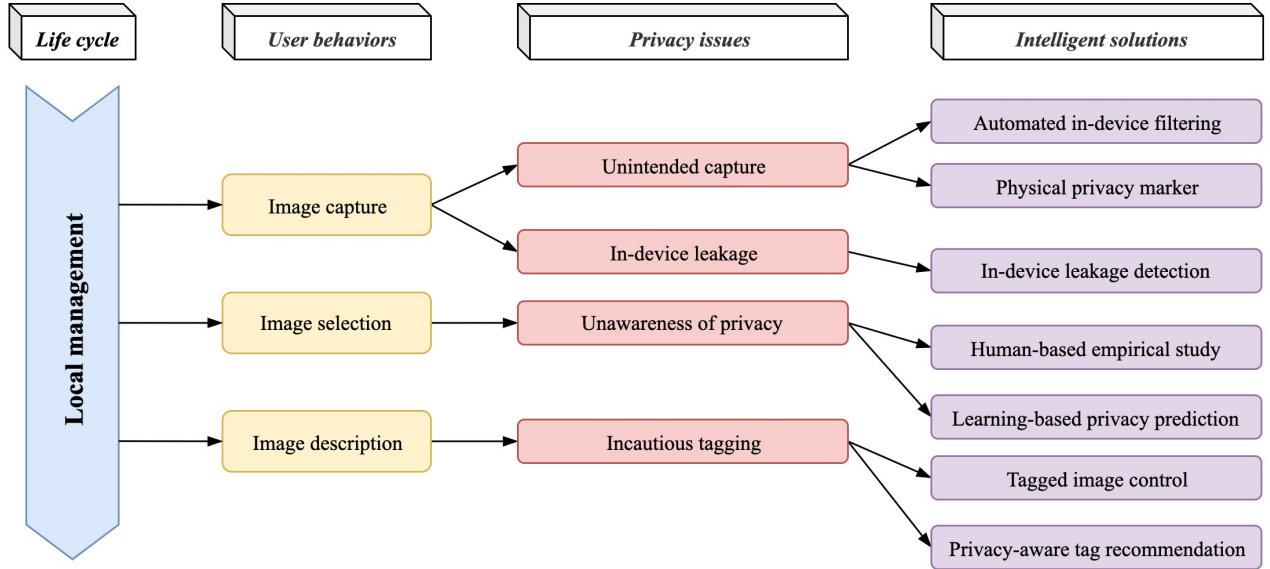 Life cycle
User behaviors
Privacy issues
Intelligent solutions
Local management
Image capture
Image selection
Image description
Unintended capture
In-device leakage
Unawareness of privacy
Incautious tagging
Automated in-device filtering
Physical privacy marker
In-device leakage detection
Human-based empirical study
Learning-based privacy prediction
Tagged image control
Privacy-aware tag recommendation